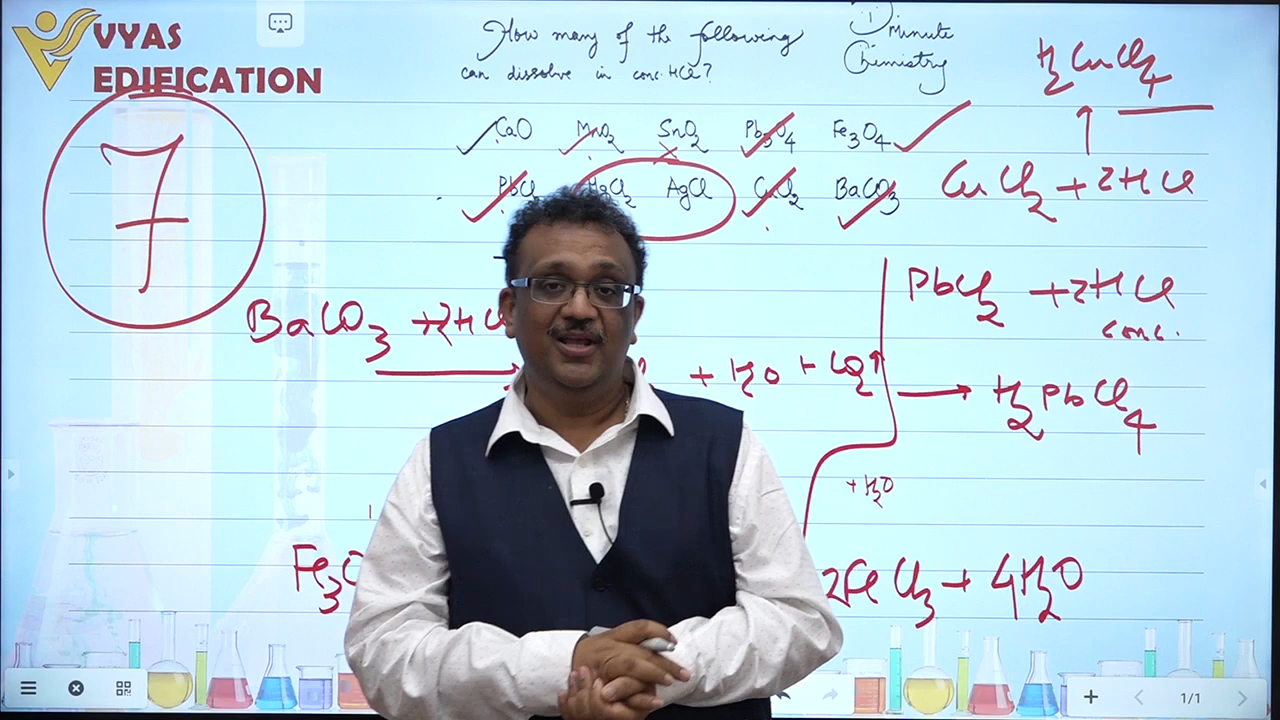 VYAS
EDIFICATION
How many of the following
can dissolve in conc. HCl?
1 minute
Chemistry
CaO MnO2 SnO2 Pb3O4 Fe3O4
PbCl2 HgCl2 AgCl CuCl2 BaCO3
7
H2CuCl4
CuCl2 + 2HCl
BaCO3 + 2HCl
+ H2O + CO2↑
PbCl2 + 2HCl
conc.
→ H2PbCl4
+ H2O
Fe3O
2FeCl3 + 4H2O
1/1